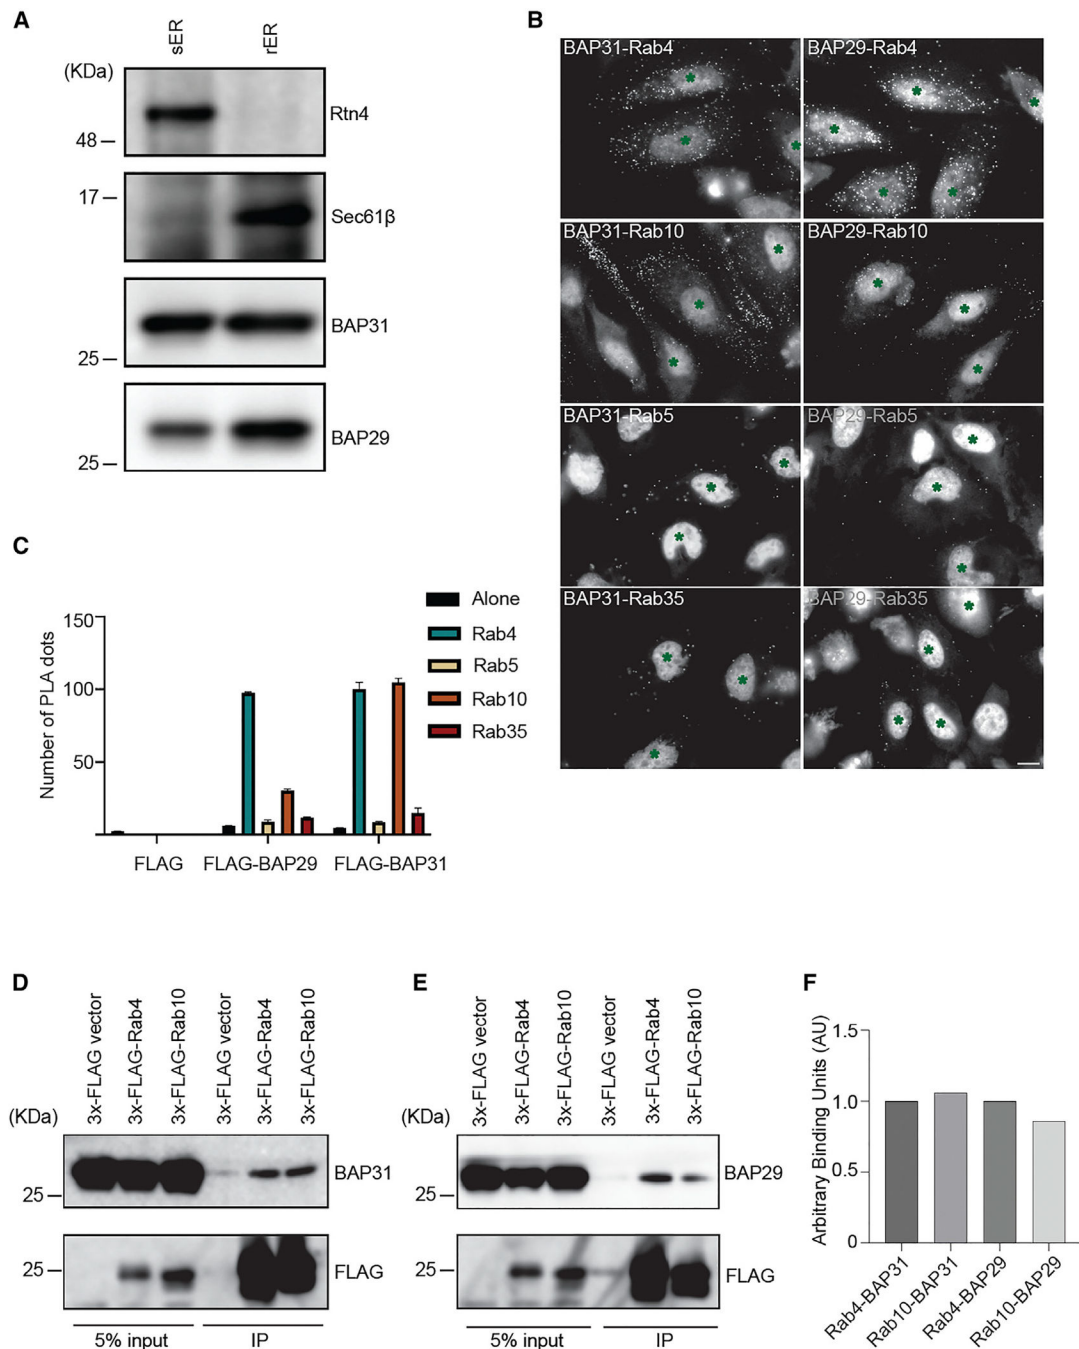 A
sER
rER
(KDa)
48
Rtn4
17
Sec61β
BAP31
25
BAP29
25
B
BAP31-Rab4
BAP29-Rab4
BAP31-Rab10
BAP29-Rab10
BAP31-Rab5
BAP29-Rab5
BAP31-Rab35
BAP29-Rab35
C
Number of PLA dots
150
100
50
Alone
Rab4
Rab5
Rab10
Rab35
FLAG
FLAG-BAP29
FLAG-BAP31
D
3x-FLAG vector
3x-FLAG-Rab4
3x-FLAG-Rab10
3x-FLAG vector
3x-FLAG-Rab4
3x-FLAG-Rab10
(KDa)
BAP31
25
25
FLAG
5% input
IP
E
3x-FLAG vector
3x-FLAG-Rab4
3x-FLAG-Rab10
3x-FLAG vector
3x-FLAG-Rab4
3x-FLAG-Rab10
(KDa)
BAP29
25
25
FLAG
5% input
IP
F
Arbitrary Binding Units (AU)
1.5
1.0
0.5
0
Rab4-BAP31
Rab10-BAP31
Rab4-BAP29
Rab10-BAP29